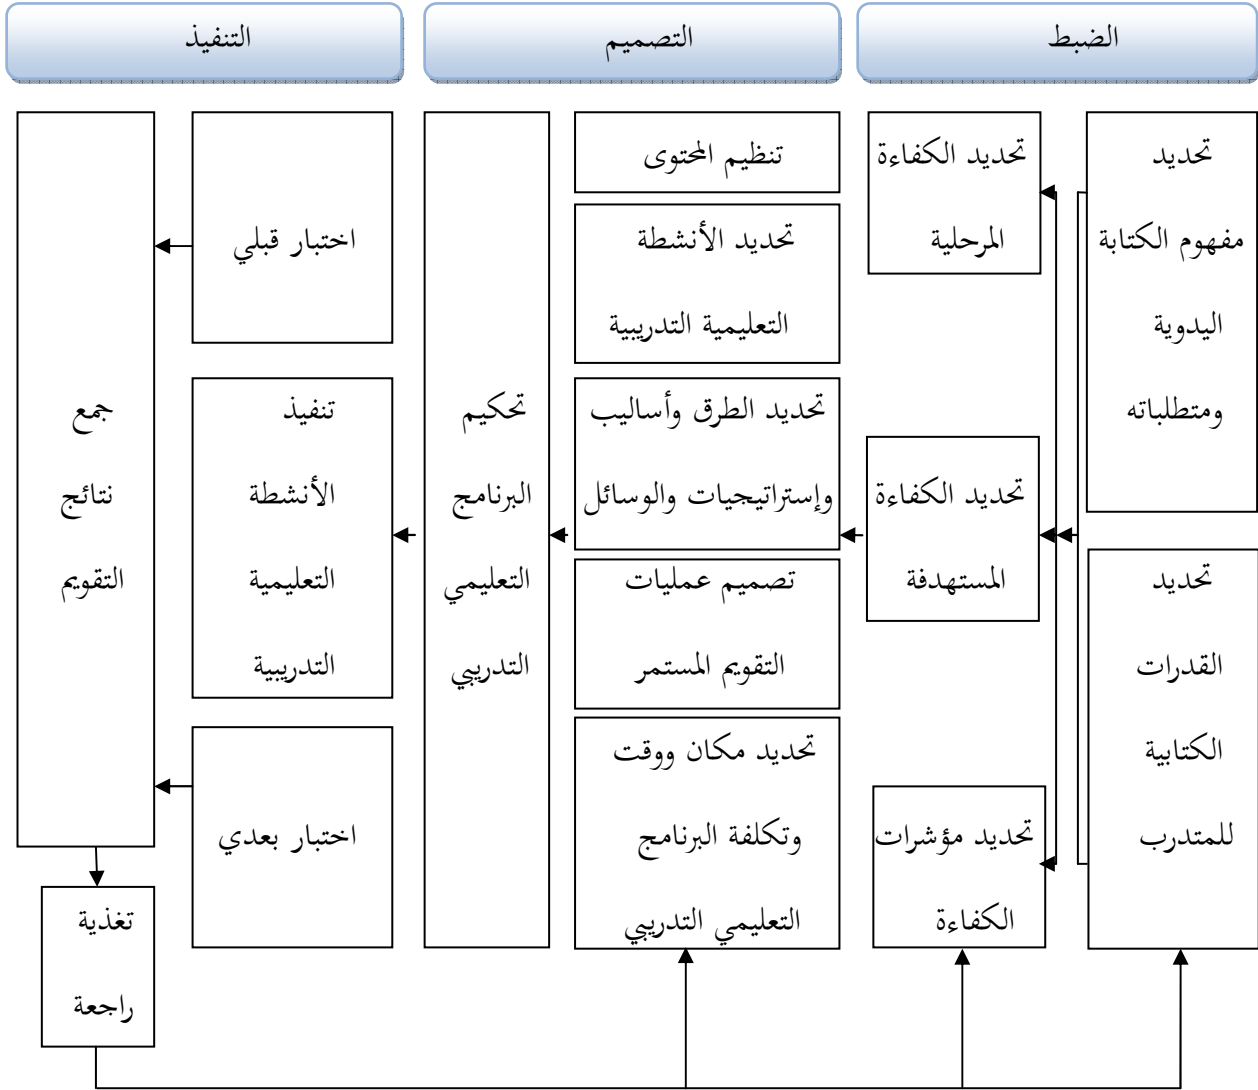 الضبط
التصميم
التنفيذ
تحديد
مفهوم الكتابة
اليدوية
ومتطلباته
تحديد
القدرات
الكتابية
للمتدرب
تحديد الكفاءة
المرحلية
تحديد الكفاءة
المستهدفة
تحديد مؤشرات
الكفاءة
تنظيم المحتوى
تحديد الأنشطة
التعليمية التدريبية
تحديد الطرق وأساليب
وإستراتيجيات والوسائل
تصميم عمليات
التقويم المستمر
تحديد مكان ووقت
وتكلفة البرنامج
التعليمي التدريبي
تحكيم
البرنامج
التعليمي
التدريبي
اختبار قبلي
تنفيذ
الأنشطة
التعليمية
التدريبية
اختبار بعدي
جمع
نتائج
التقويم
تغذية
راجعة